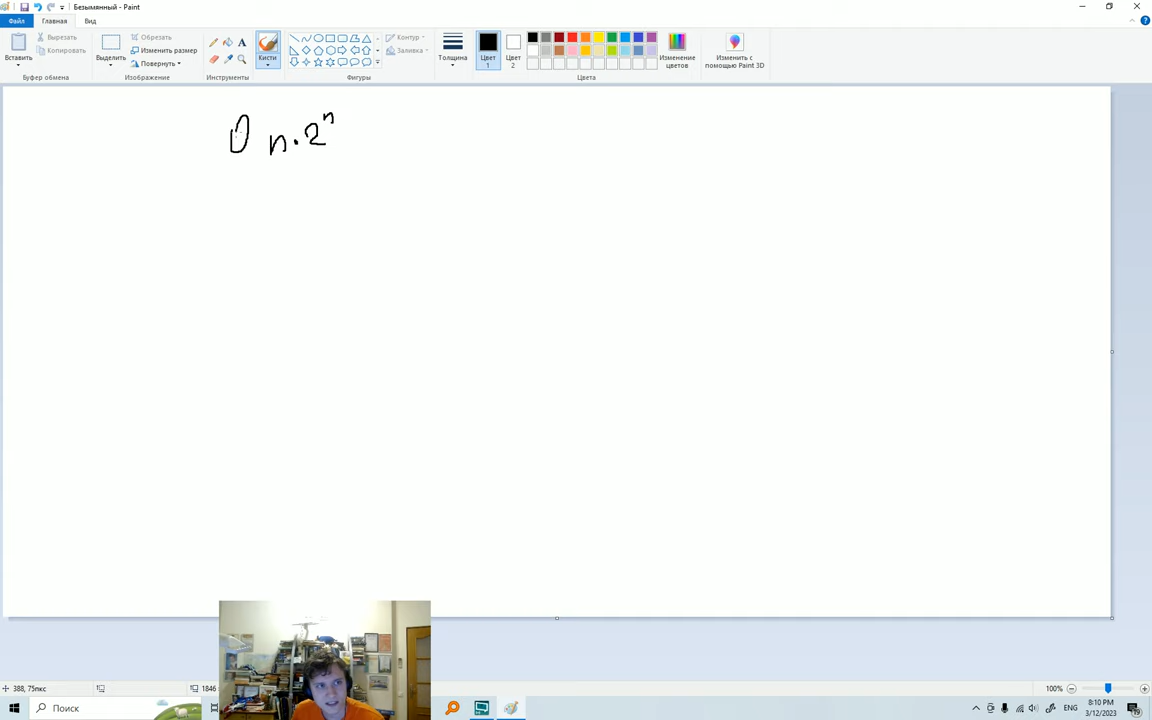 Безымянный - Paint
Файл Главная Вид
Вставить Вырезать Копировать Выделить Обрезать Изменить размер Повернуть Кисти Контур Заливка Толщина Цвет 1 Цвет 2 Изменение цветов Изменить с помощью Paint 3D
Буфер обмена Изображение Инструменты Фигуры Цвета
O n·2ⁿ
388, 75пкс 1846 100%
Поиск ENG 8:10 PM 3/12/2023